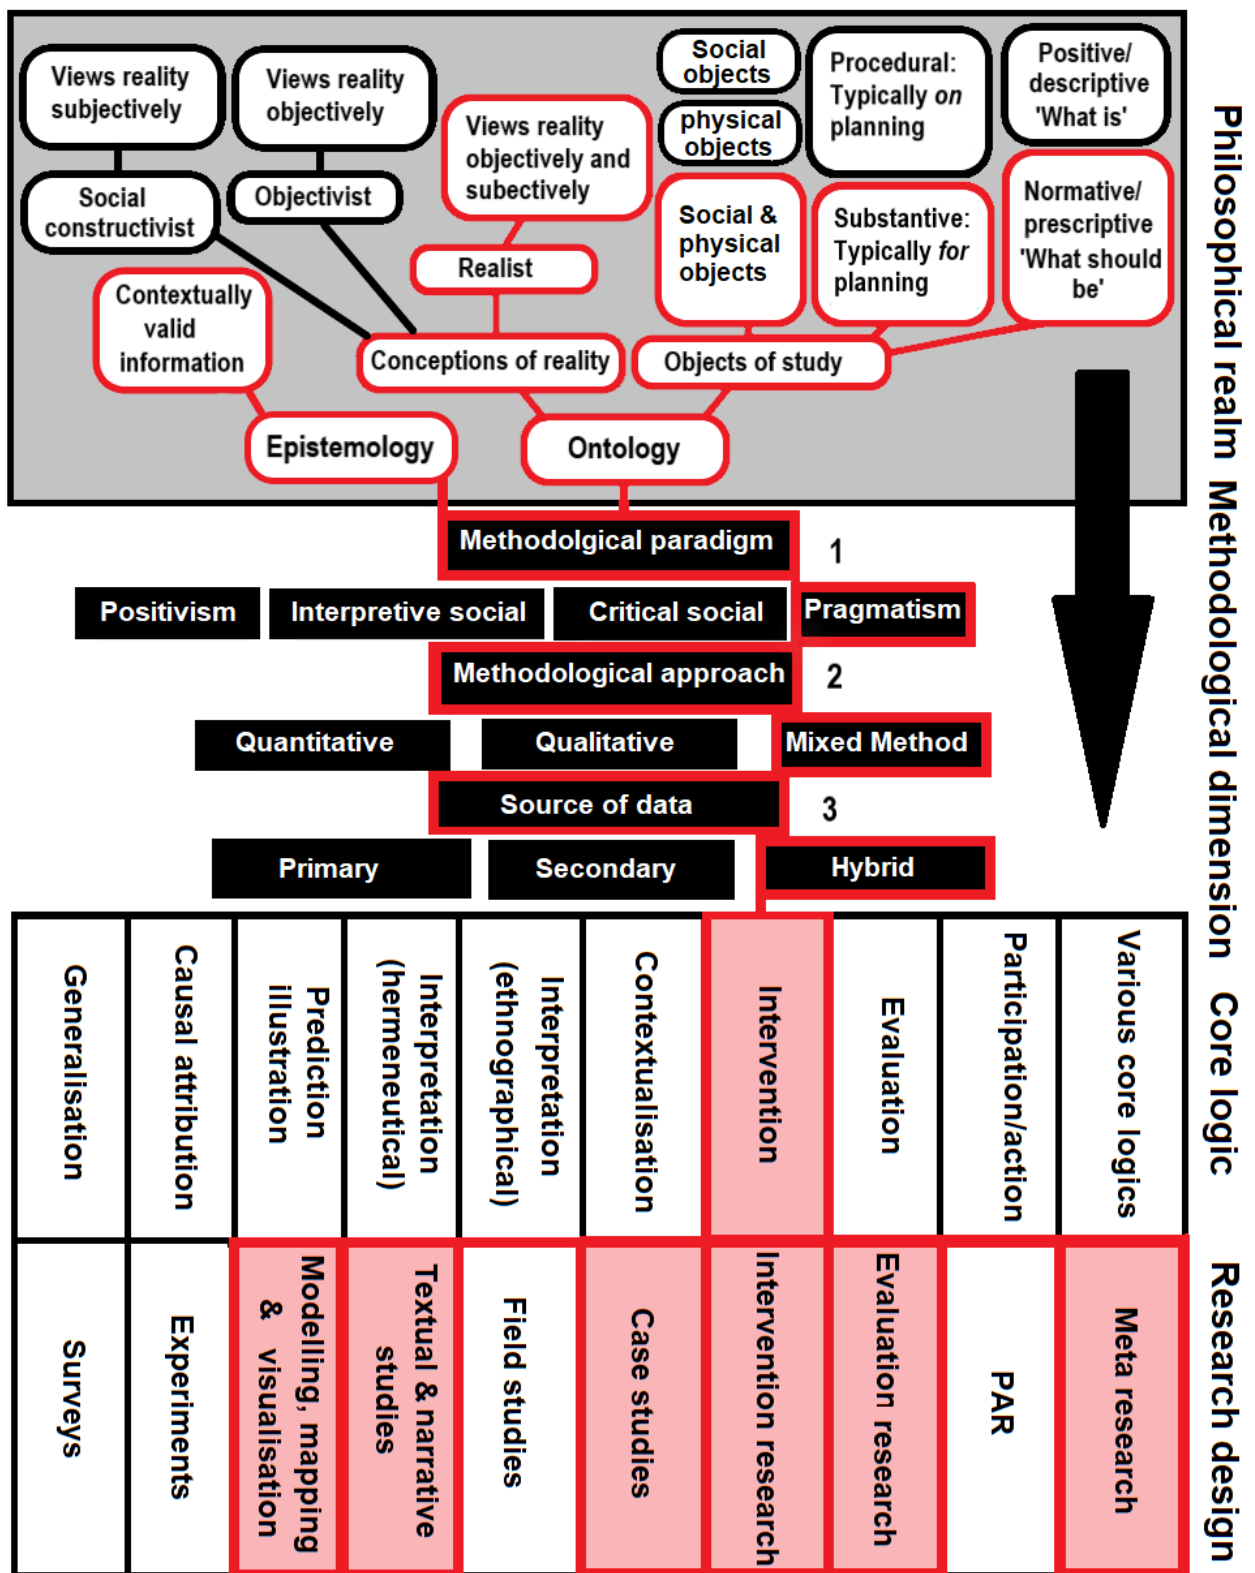 Views reality
subjectively
Views reality
objectively
Views reality
objectively and
subectively
Social
objects
physical
objects
Procedural:
Typically on
planning
Positive/
descriptive
'What is'
Social
constructivist
Objectivist
Realist
Social &
physical
objects
Substantive:
Typically for
planning
Normative/
prescriptive
'What should
be'
Contextually
valid
information
Conceptions of reality
Objects of study
Epistemology
Ontology
Philosophical realm
Methodolgical paradigm
1
Positivism
Interpretive social
Critical social
Pragmatism
Methodological approach
2
Quantitative
Qualitative
Mixed Method
Source of data
3
Primary
Secondary
Hybrid
Methodological dimension
Generalisation
Causal attribution
Prediction
illustration
Interpretation
(hermeneutical)
Interpretation
(ethnographical)
Contextualisation
Intervention
Evaluation
Participation/action
Various core logics
Core logic
Surveys
Experiments
Modelling, mapping
& visualisation
Textual & narrative
studies
Field studies
Case studies
Intervention research
Evaluation research
PAR
Meta research
Research design